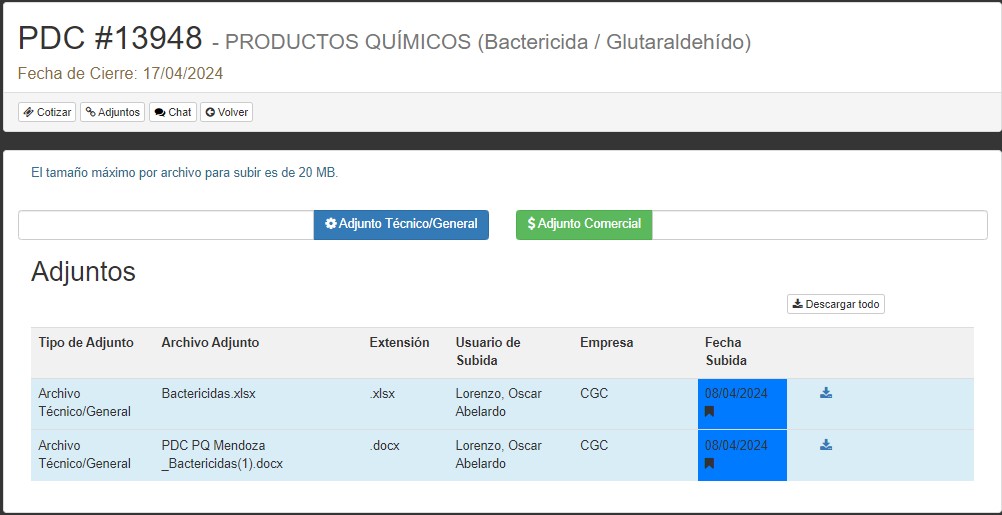 PDC #13948 - PRODUCTOS QUÍMICOS (Bactericida / Glutaraldehído)
Fecha de Cierre: 17/04/2024
Cotizar Adjuntos Chat Volver
El tamaño máximo por archivo para subir es de 20 MB.
Adjunto Técnico/General $ Adjunto Comercial
Adjuntos
Descargar todo
Tipo de Adjunto Archivo Adjunto Extensión Usuario de Empresa Fecha
Subida Subida
Archivo Bactericidas.xlsx .xlsx Lorenzo, Oscar CGC 08/04/2024
Técnico/General Abelardo
Archivo PDC PQ Mendoza .docx Lorenzo, Oscar CGC 08/04/2024
Técnico/General _Bactericidas(1).docx Abelardo